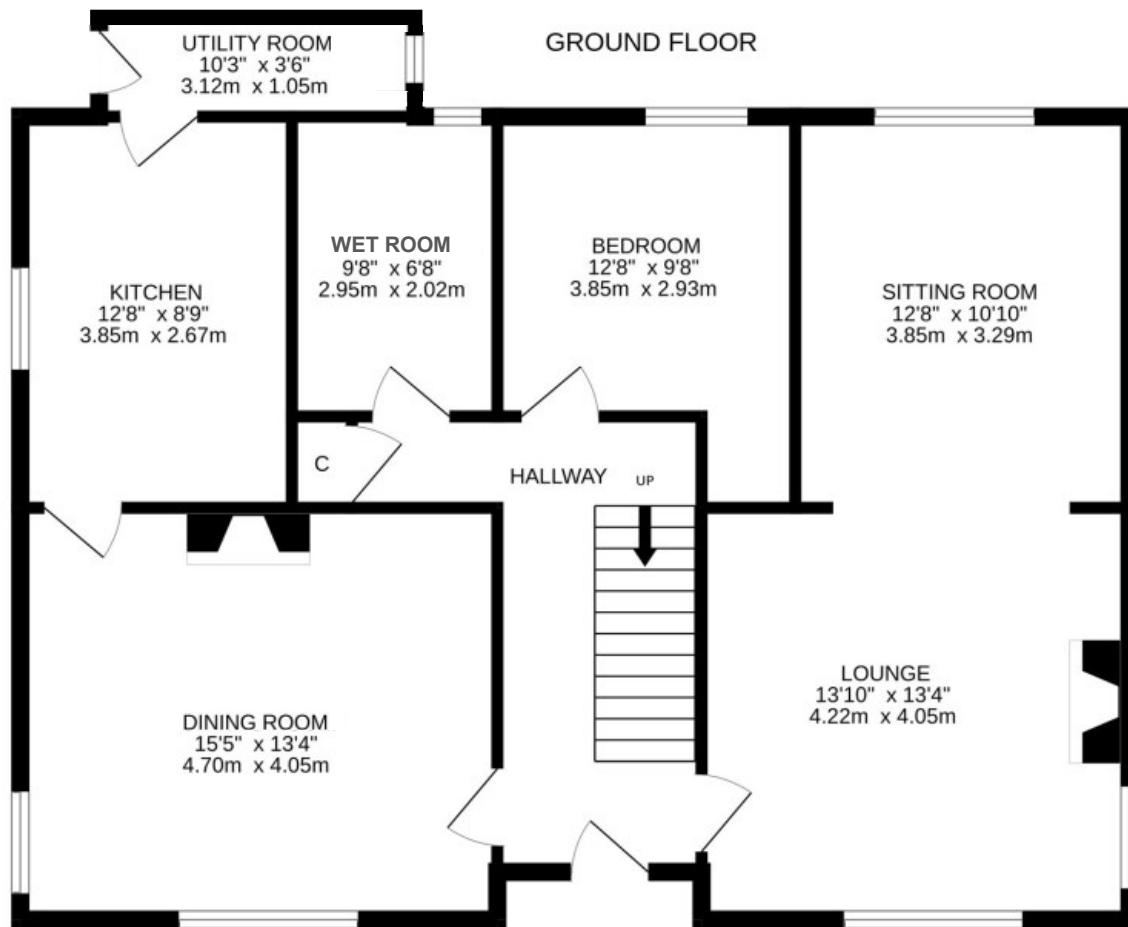 GROUND FLOOR
UTILITY ROOM
10'3" x 3'6"
3.12m x 1.05m
WET ROOM
9'8" x 6'8"
2.95m x 2.02m
BEDROOM
12'8" x 9'8"
3.85m x 2.93m
KITCHEN
12'8" x 8'9"
3.85m x 2.67m
SITTING ROOM
12'8" x 10'10"
3.85m x 3.29m
C
HALLWAY
UP
LOUNGE
13'10" x 13'4"
4.22m x 4.05m
DINING ROOM
15'5" x 13'4"
4.70m x 4.05m